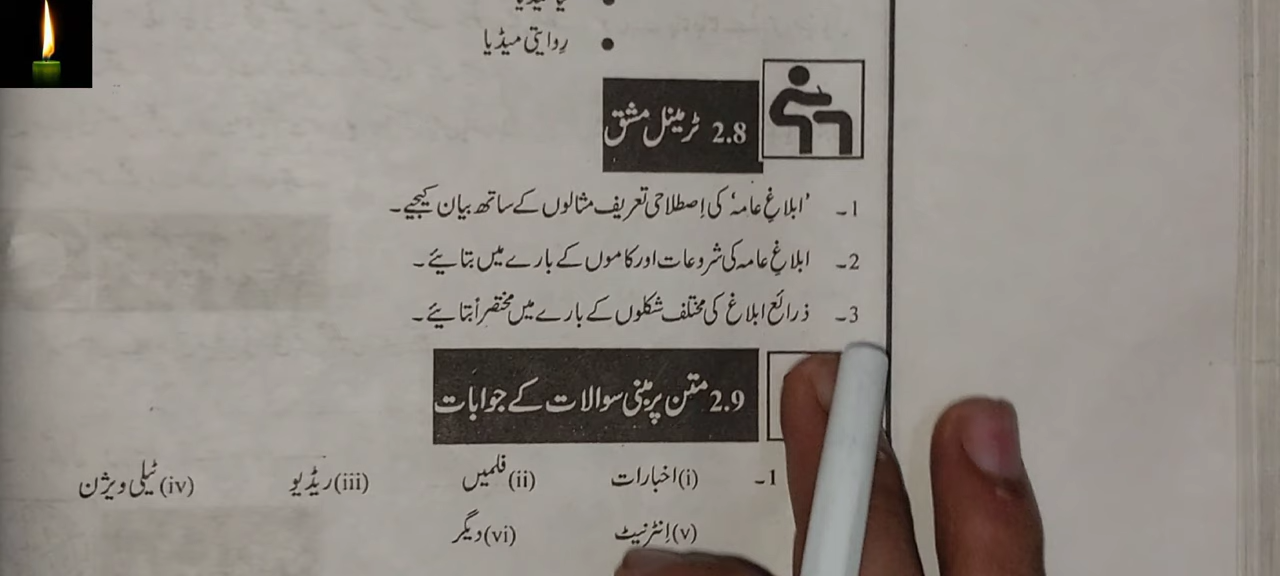 • روایتی میڈیا
2.8 ٹرمینل مشق
1۔ 'ابلاغِ عامہ' کی اِصطلاحی تعریف مثالوں کے ساتھ بیان کیجیے۔
2۔ ابلاغِ عامہ کی شروعات اور کاموں کے بارے میں بتائیے۔
3۔ ذرائع ابلاغ کی مختلف شکلوں کے بارے میں مختصراً بتائیے۔
2.9 متن پر مبنی سوالات کے جوابات
1۔ (i) اخبارات (ii) فلمیں (iii) ریڈیو (iv) ٹیلی ویژن
(v) اِنٹرنیٹ (vi) دیگر